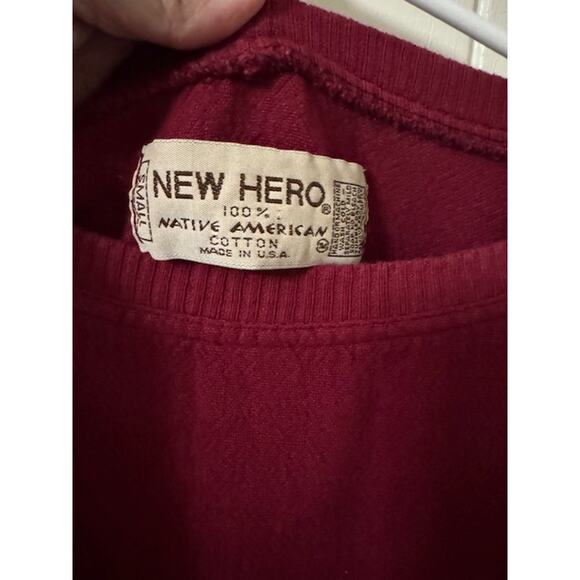 SMALL
NEW HERO®
100%
NATIVE AMERICAN
COTTON
MADE IN U.S.A.